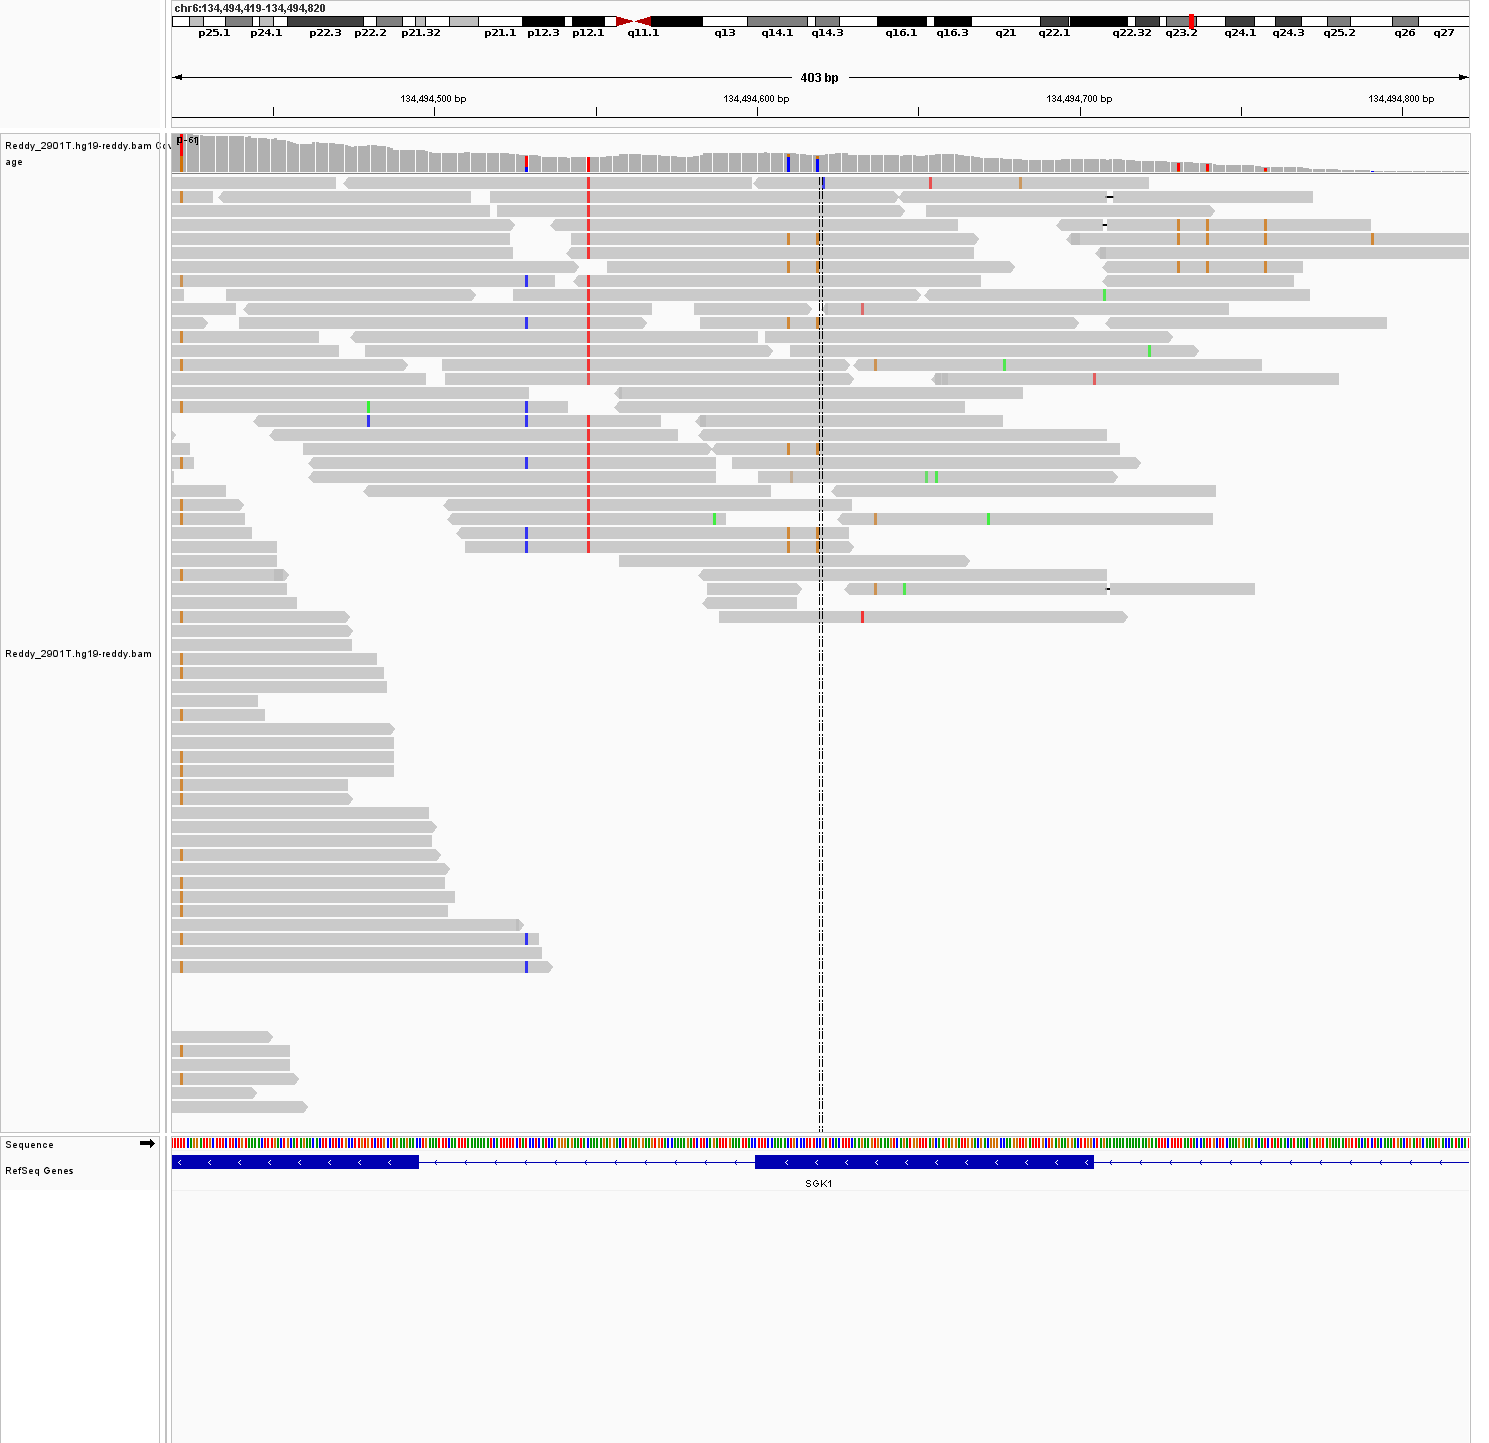 chr6:134,494,419-134,494,820
p25.1 p24.1 p22.3 p22.2 p21.32 p21.1 p12.3 p12.1 q11.1 q13 q14.1 q14.3 q16.1 q16.3 q21 q22.1 q22.32 q23.2 q24.1 q24.3 q25.2 q26 q27
403 bp
134,494,500 bp 134,494,600 bp 134,494,700 bp 134,494,800 bp
Reddy_2901T.hg19-reddy.bam Cov
age
Reddy_2901T.hg19-reddy.bam
Sequence
RefSeq Genes
SGK1